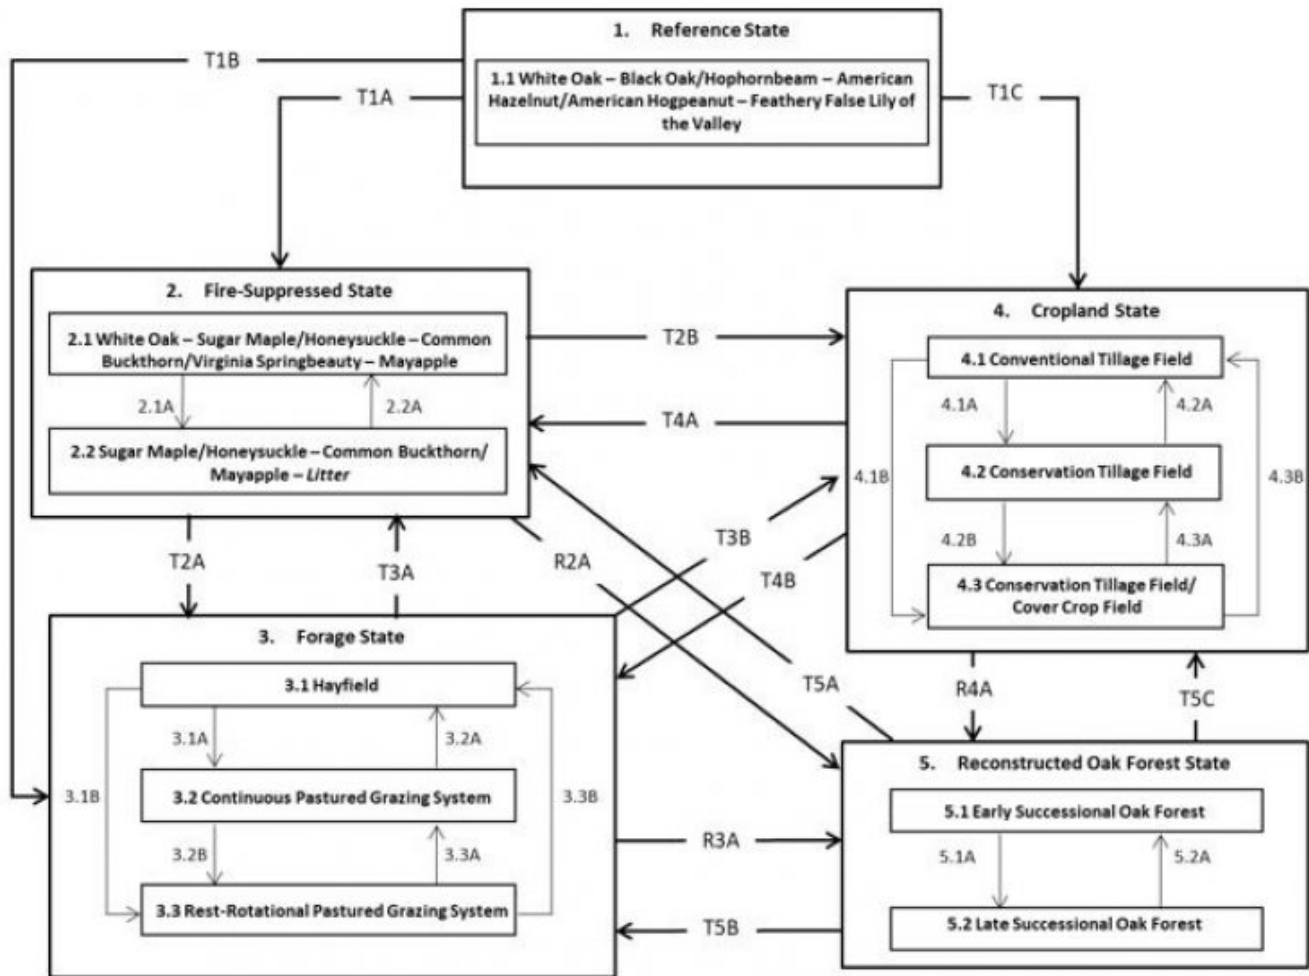 1. Reference State
1.1 White Oak – Black Oak/Hophornbeam – American
Hazelnut/American Hogpeanut – Feathery False Lily of
the Valley
T1B
T1A
T1C
2. Fire-Suppressed State
2.1 White Oak – Sugar Maple/Honeysuckle – Common
Buckthorn/Virginia Springbeauty – Mayapple
2.1A
2.2A
2.2 Sugar Maple/Honeysuckle – Common Buckthorn/
Mayapple – Litter
T2B
T4A
4. Cropland State
4.1 Conventional Tillage Field
4.1A
4.2A
4.2 Conservation Tillage Field
4.1B
4.3B
4.2B
4.3A
4.3 Conservation Tillage Field/
Cover Crop Field
T2A
T3A
R2A
T3B
T4B
T5A
R4A
T5C
3. Forage State
3.1 Hayfield
3.1A
3.2A
3.2 Continuous Pastured Grazing System
3.1B
3.3B
3.2B
3.3A
3.3 Rest-Rotational Pastured Grazing System
R3A
T5B
5. Reconstructed Oak Forest State
5.1 Early Successional Oak Forest
5.1A
5.2A
5.2 Late Successional Oak Forest